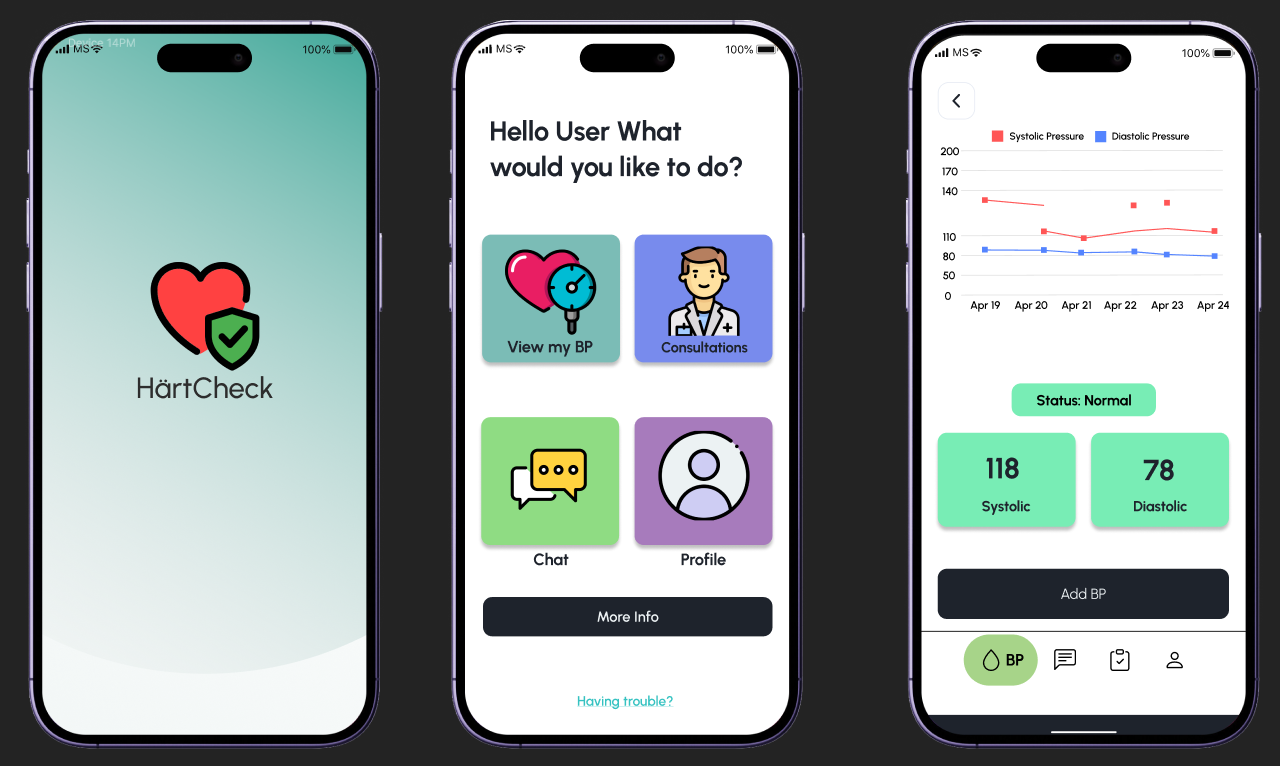 Device 14PM
MS
100%
HärtCheck
MS
100%
Hello User What
would you like to do?
View my BP
Consultations
Chat
Profile
More Info
Having trouble?
MS
100%
Systolic Pressure
Diastolic Pressure
200
170
140
110
80
50
0
Apr 19
Apr 20
Apr 21
Apr 22
Apr 23
Apr 24
Status: Normal
118
78
Systolic
Diastolic
Add BP
BP